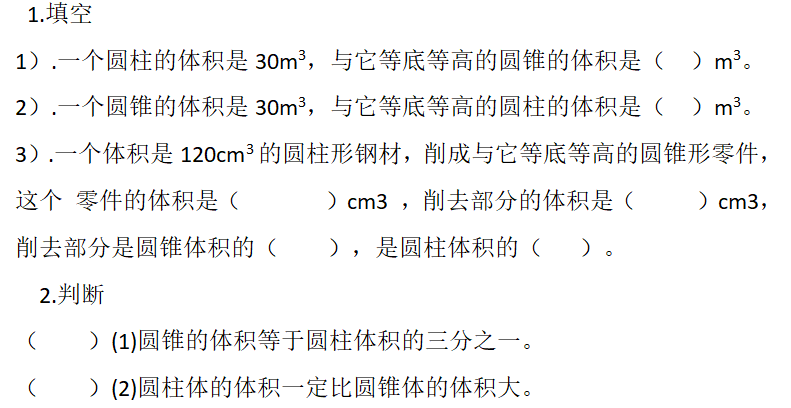 1.填空
1）.一个圆柱的体积是 30m³，与它等底等高的圆锥的体积是（ ）m³。
2）.一个圆锥的体积是 30m³，与它等底等高的圆柱的体积是（ ）m³。
3）.一个体积是 120cm³ 的圆柱形钢材，削成与它等底等高的圆锥形零件，
这个 零件的体积是（ ）cm3 ，削去部分的体积是（ ）cm3，
削去部分是圆锥体积的（ ），是圆柱体积的（ ）。
2.判断
（ ）(1)圆锥的体积等于圆柱体积的三分之一。
（ ）(2)圆柱体的体积一定比圆锥体的体积大。